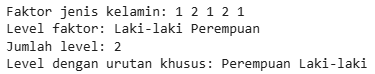 Faktor jenis kelamin: 1 2 1 2 1
Level faktor: Laki-laki Perempuan
Jumlah level: 2
Level dengan urutan khusus: Perempuan Laki-laki